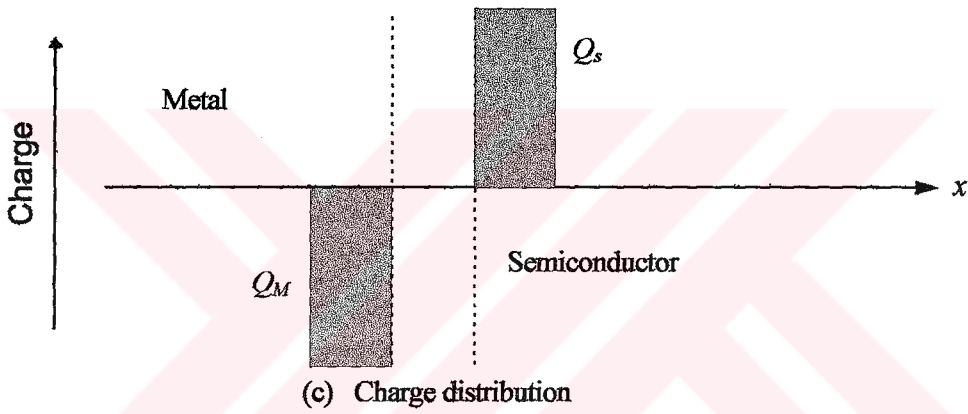 Q_s
Metal
Charge
x
Semiconductor
Q_M
(c) Charge distribution